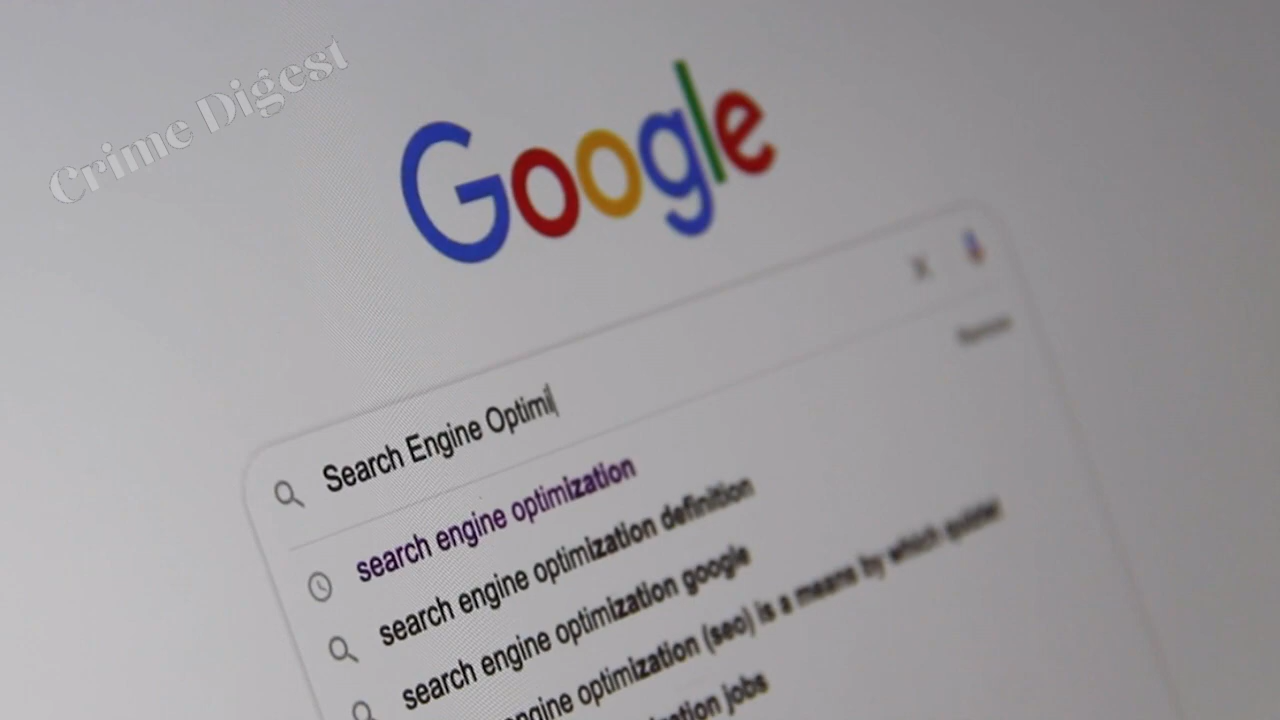 Crime Digest
Google
Search Engine Optimi
search engine optimization
search engine optimization definition
search engine optimization google
engine optimization (seo) is a means by which
jobs